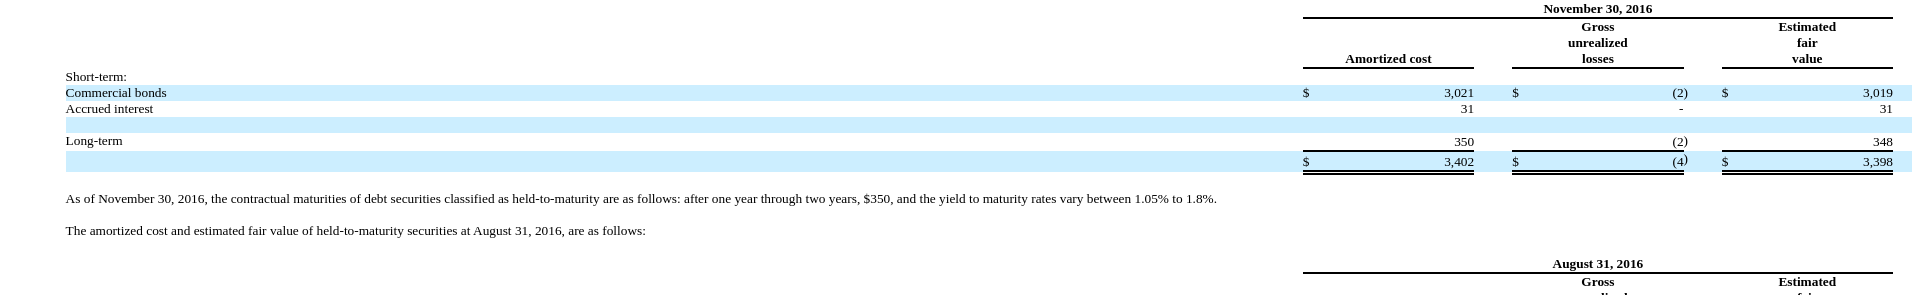 November 30, 2016
Gross Estimated
unrealized fair
Amortized cost losses value
Short-term:
Commercial bonds $ 3,021 $ (2) $ 3,019
Accrued interest 31 - 31
Long-term 350 (2) 348
$ 3,402 $ (4) $ 3,398
As of November 30, 2016, the contractual maturities of debt securities classified as held-to-maturity are as follows: after one year through two years, $350, and the yield to maturity rates vary between 1.05% to 1.8%.
The amortized cost and estimated fair value of held-to-maturity securities at August 31, 2016, are as follows:
August 31, 2016
Gross Estimated